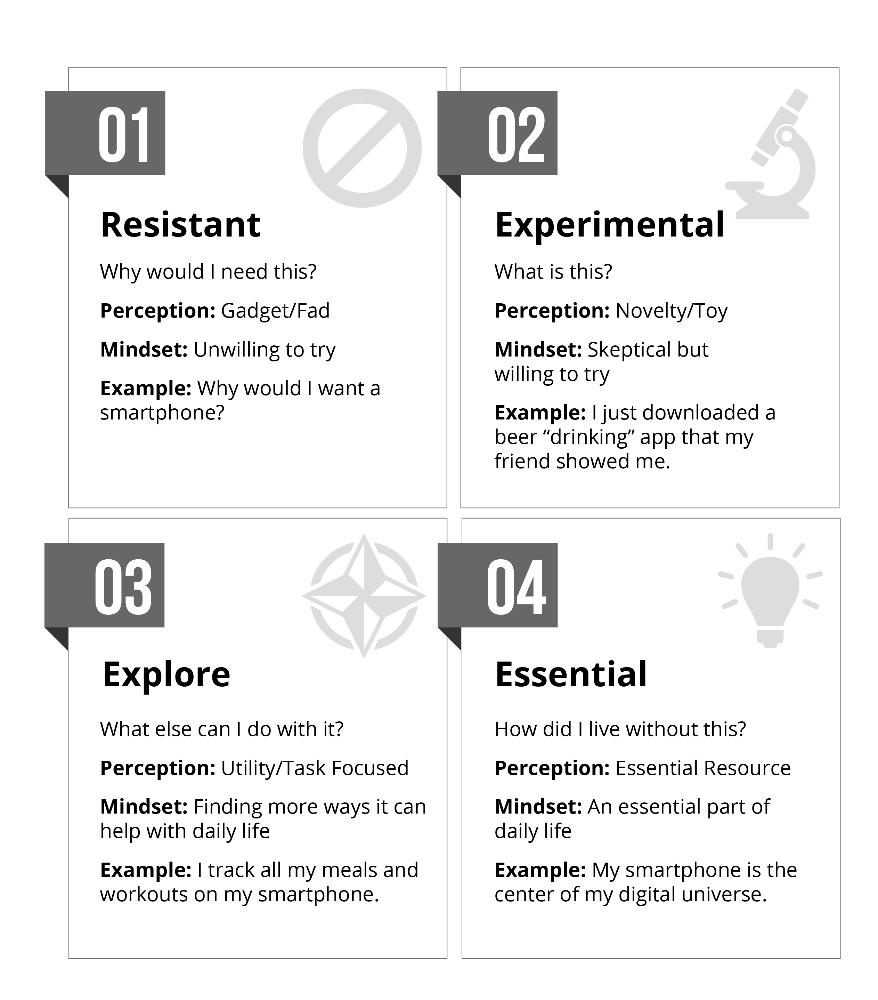 01
Resistant
Why would I need this?
Perception: Gadget/Fad
Mindset: Unwilling to try
Example: Why would I want a
smartphone?
02
Experimental
What is this?
Perception: Novelty/Toy
Mindset: Skeptical but
willing to try
Example: I just downloaded a
beer “drinking” app that my
friend showed me.
03
Explore
What else can I do with it?
Perception: Utility/Task Focused
Mindset: Finding more ways it can
help with daily life
Example: I track all my meals and
workouts on my smartphone.
04
Essential
How did I live without this?
Perception: Essential Resource
Mindset: An essential part of
daily life
Example: My smartphone is the
center of my digital universe.